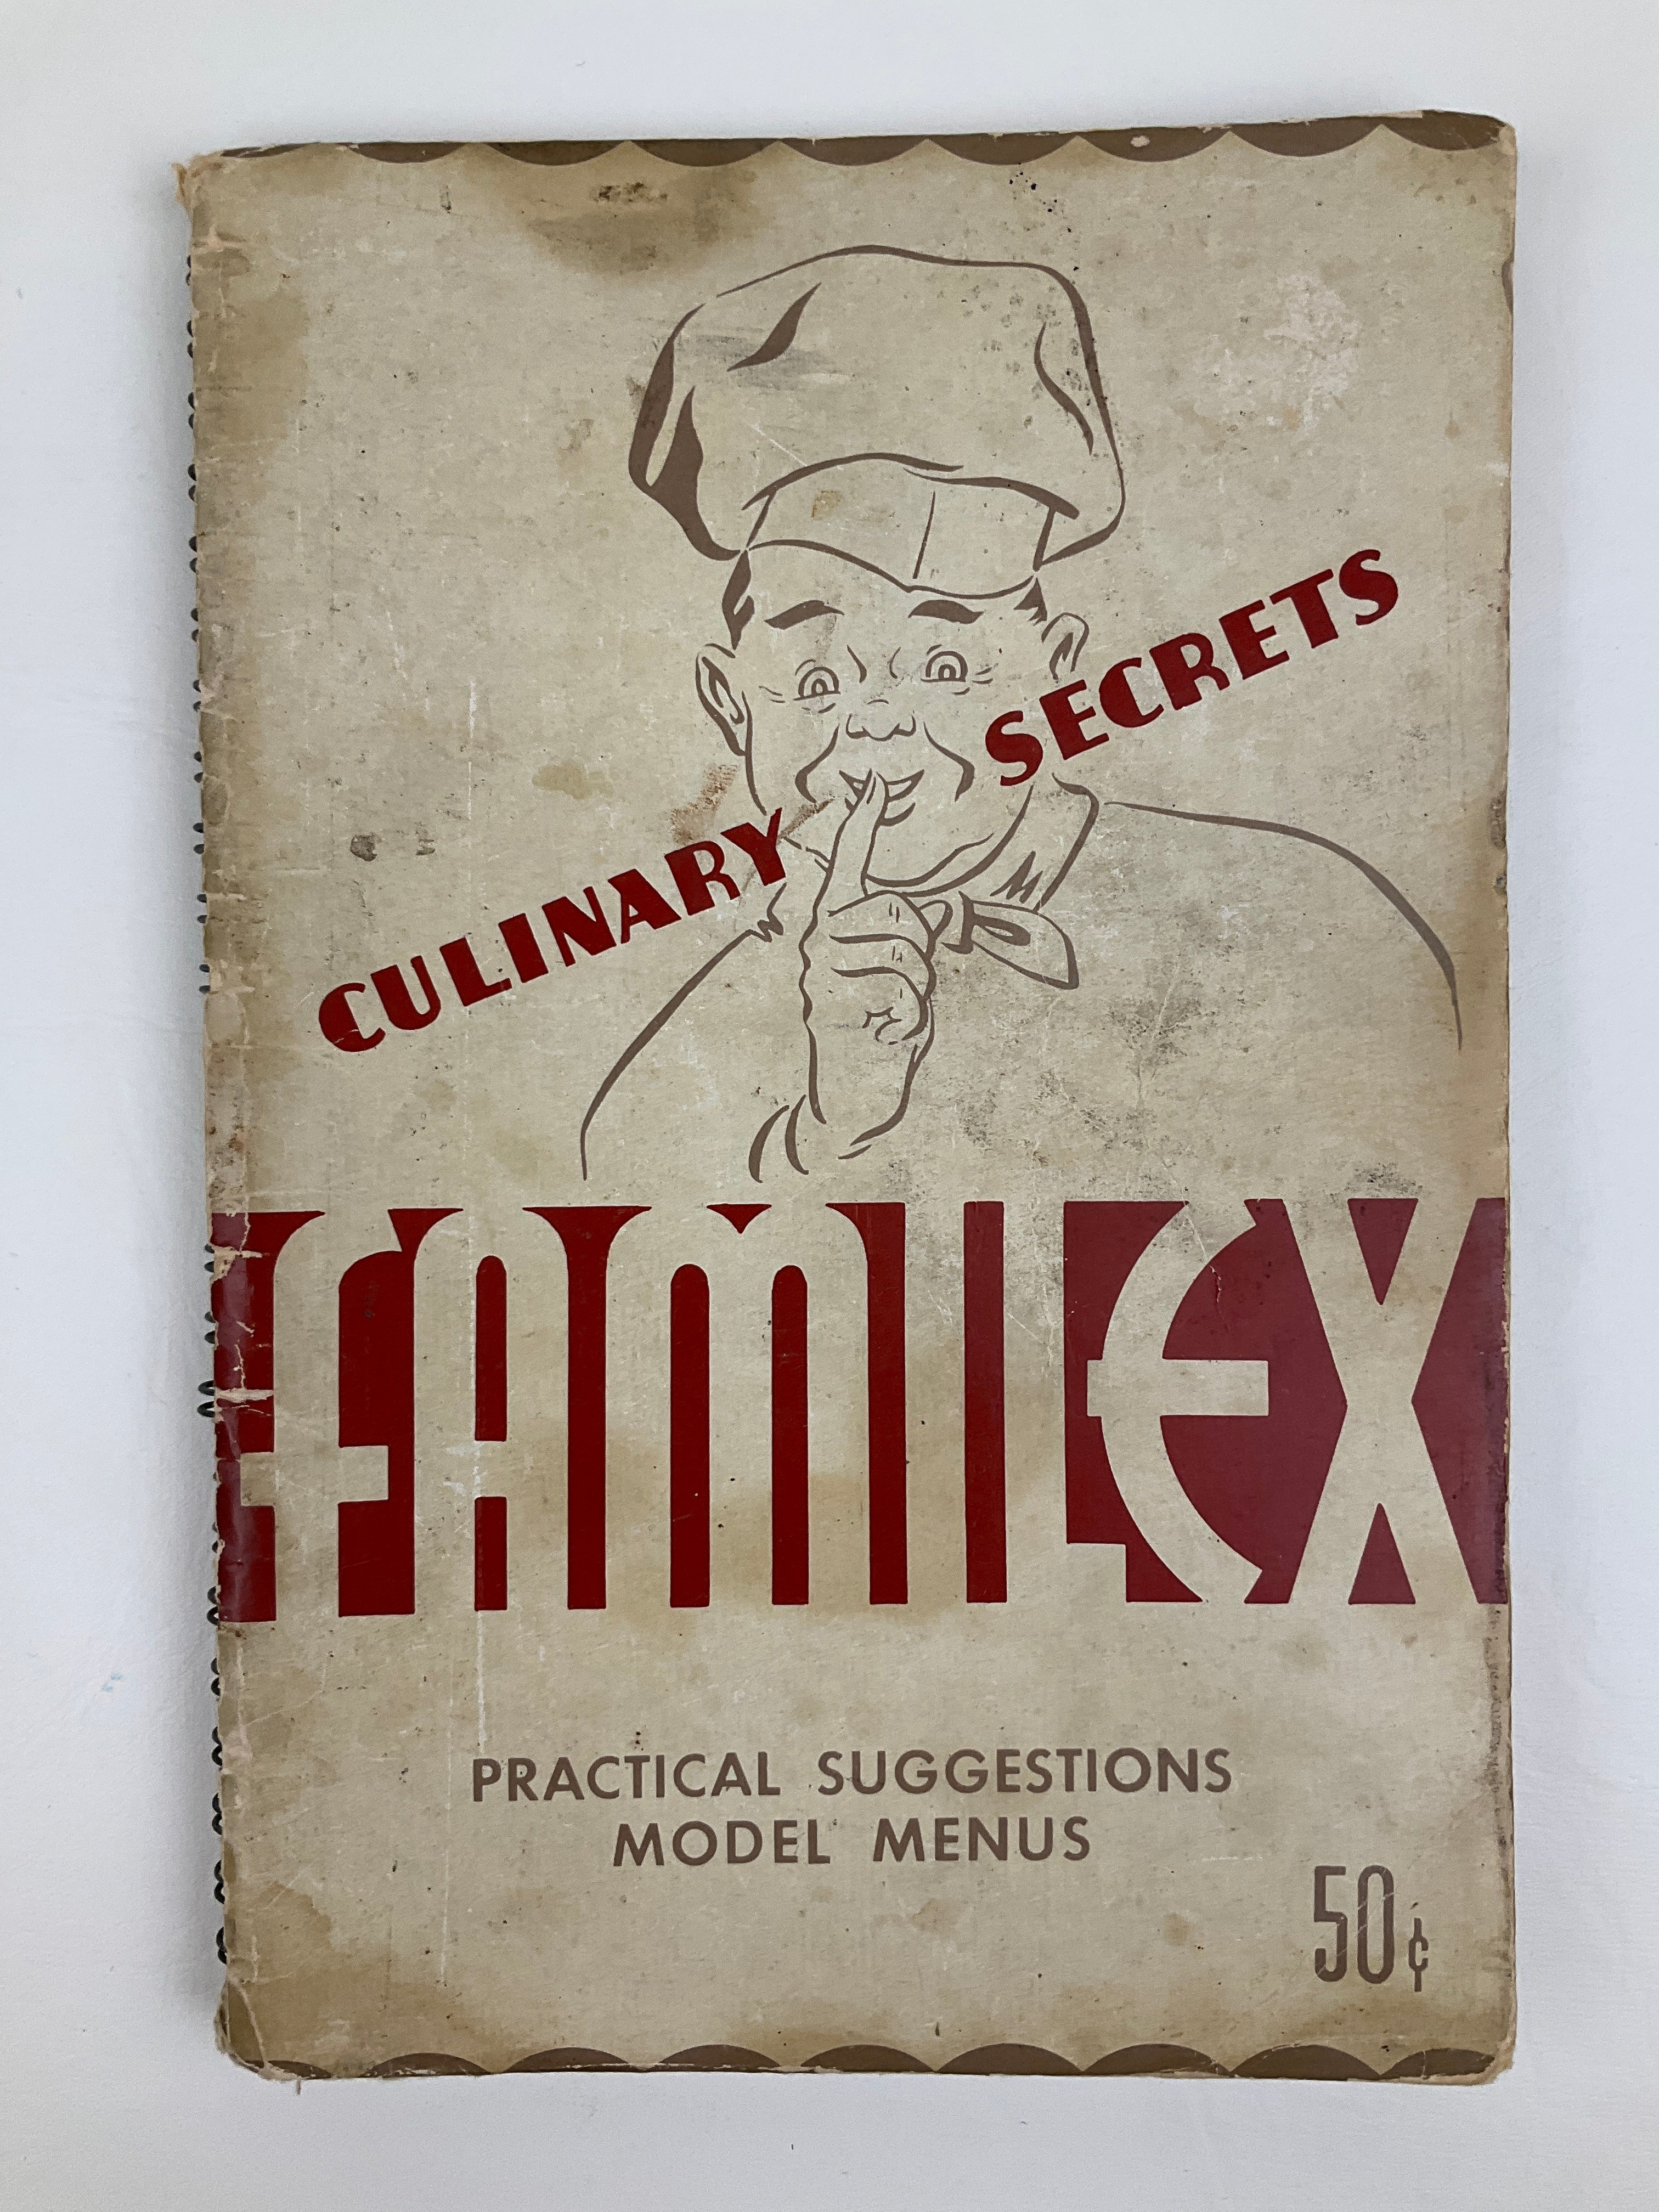 CULINARY SECRETS
FAMILEX
PRACTICAL SUGGESTIONS
MODEL MENUS
50¢